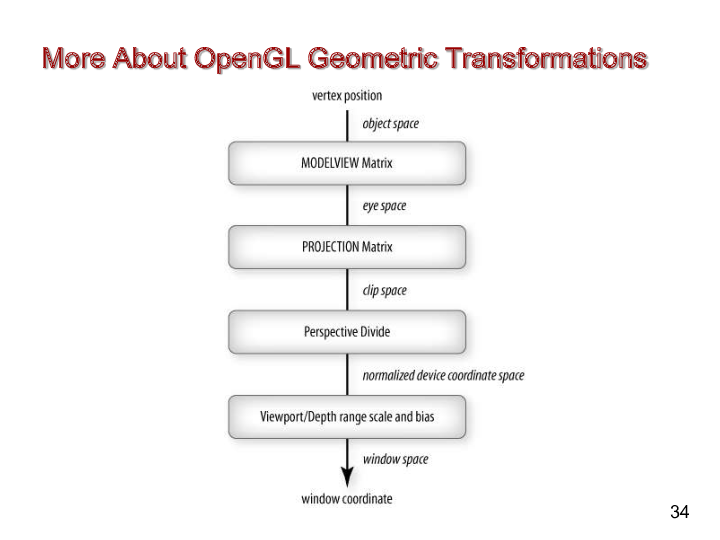 More About OpenGL Geometric Transformations
vertex position
object space
MODELVIEW Matrix
eye space
PROJECTION Matrix
clip space
Perspective Divide
normalized device coordinate space
Viewport/Depth range scale and bias
window space
window coordinate
34